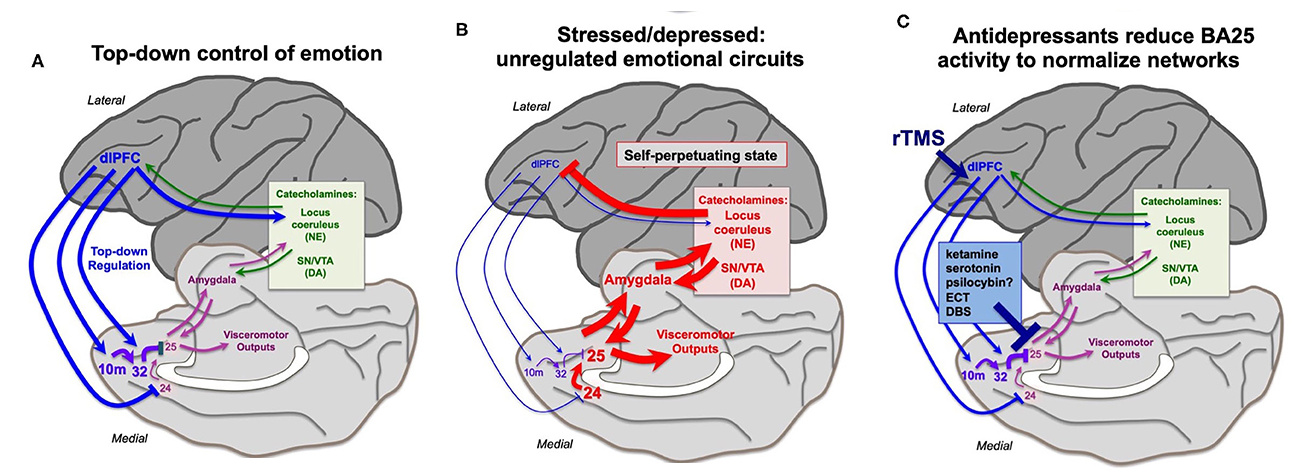 A
Top-down control of emotion
Lateral
dlPFC
Catecholamines:
Locus
coeruleus
(NE)
SN/VTA
(DA)
Top-down
Regulation
Amygdala
Visceromotor
Outputs
25
10m
32
24
Medial
B
Stressed/depressed:
unregulated emotional circuits
Lateral
dlPFC
Self-perpetuating state
Catecholamines:
Locus
coeruleus
(NE)
SN/VTA
(DA)
Amygdala
Visceromotor
Outputs
25
10m
32
24
Medial
C
Antidepressants reduce BA25
activity to normalize networks
Lateral
rTMS
dlPFC
Catecholamines:
Locus
coeruleus
(NE)
SN/VTA
(DA)
ketamine
serotonin
psilocybin?
ECT
DBS
Amygdala
Visceromotor
Outputs
25
10m
32
24
Medial